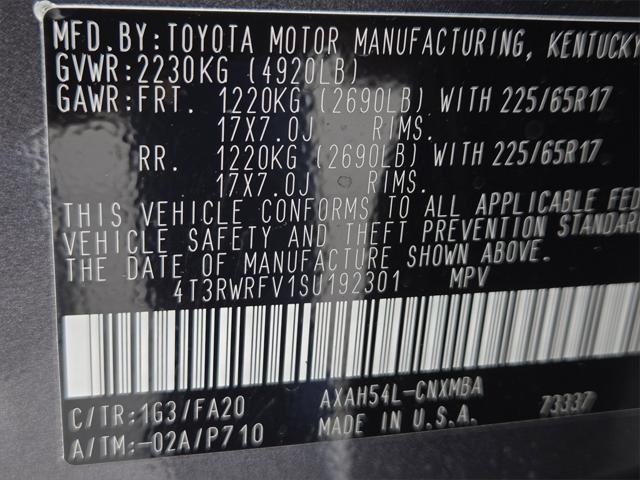 MFD.BY:TOYOTA MOTOR MANUFACTURING, KENTUCKY
GVWR:2230KG (4920LB)
GAWR:FRT. 1220KG (2690LB) WITH 225/65R17
17X7.0J RIMS.
RR. 1220KG (2690LB) WITH 225/65R17
17X7.0J RIMS.
THIS VEHICLE CONFORMS TO ALL APPLICABLE FED
VEHICLE SAFETY AND THEFT PREVENTION STANDARD
THE DATE OF MANUFACTURE SHOWN ABOVE.
4T3RWRFV1SU192301 MPV
C/TR:1G3/FA20 AXAH54L-CNXMBA 73337
A/TM:-02A/P710 MADE IN U.S.A.